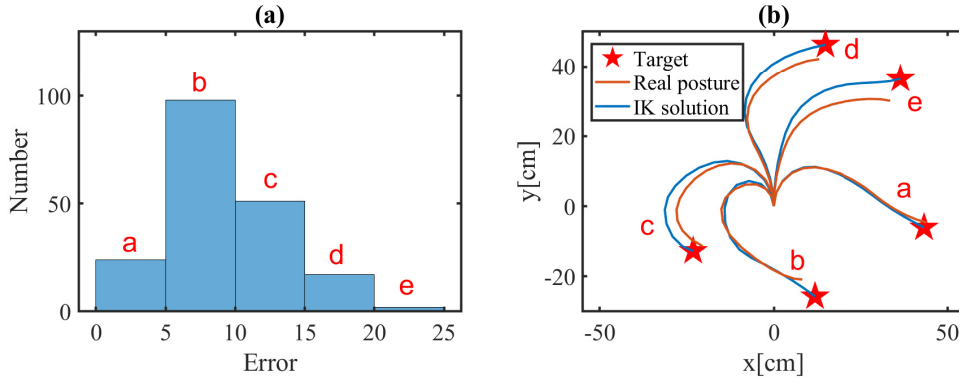 (a)
Number
100
50
0
a
b
c
d
e
0
5
10
15
20
25
Error
(b)
y[cm]
40
20
0
-20
Target
Real posture
IK solution
d
e
a
c
b
-50
0
50
x[cm]